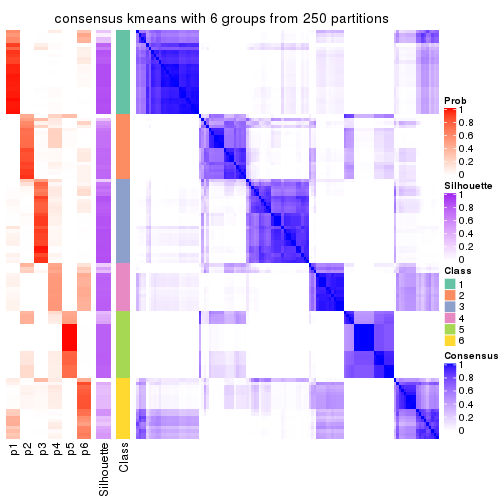 consensus kmeans with 6 groups from 250 partitions
Prob
1
0.8
0.6
0.4
0.2
0
Silhouette
1
0.8
0.6
0.4
0.2
0
Class
1
2
3
4
5
6
Consensus
1
0.8
0.6
0.4
0.2
0
p1
p2
p3
p4
p5
p6
Silhouette
Class